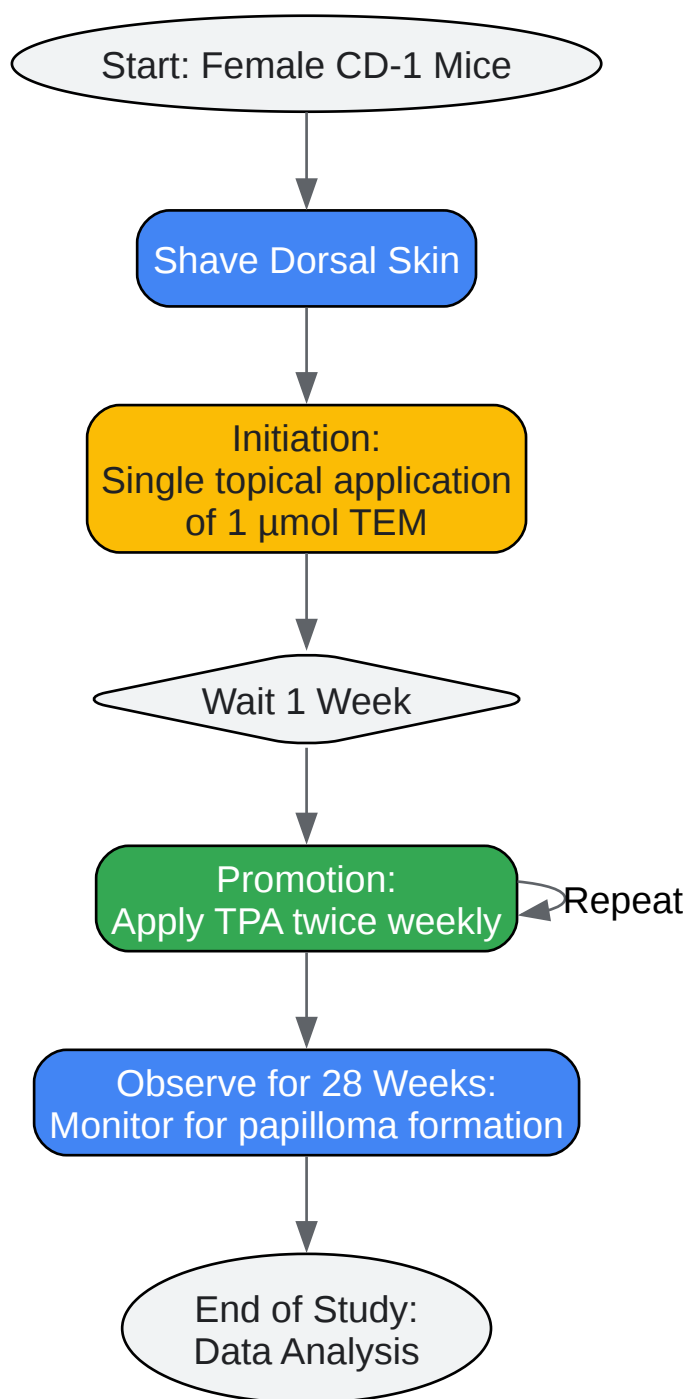 Start: Female CD-1 Mice
Shave Dorsal Skin
Initiation:
Single topical application
of 1 µmol TEM
Wait 1 Week
Promotion:
Apply TPA twice weekly
Repeat
Observe for 28 Weeks:
Monitor for papilloma formation
End of Study:
Data Analysis